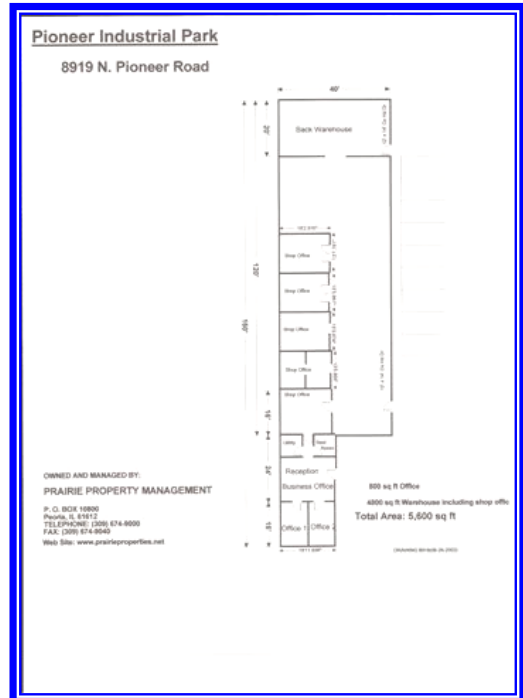 Pioneer Industrial Park
8919 N. Pioneer Road
40'
Back Warehouse
20'
120'
160'
Shop Office
Shop Office
Shop Office
Shop Office
Shop Office
16'
24'
Reception
Business Office
Office 1
Office 2
800 sq ft Office
4800 sq ft Warehouse including shop offic
Total Area: 5,600 sq ft
OWNED AND MANAGED BY:
PRAIRIE PROPERTY MANAGEMENT
P. O. BOX 10800
Peoria, IL 61612
TELEPHONE: (309) 674-8000
FAX: (309) 674-8040
Web Site: www.prairieproperties.net